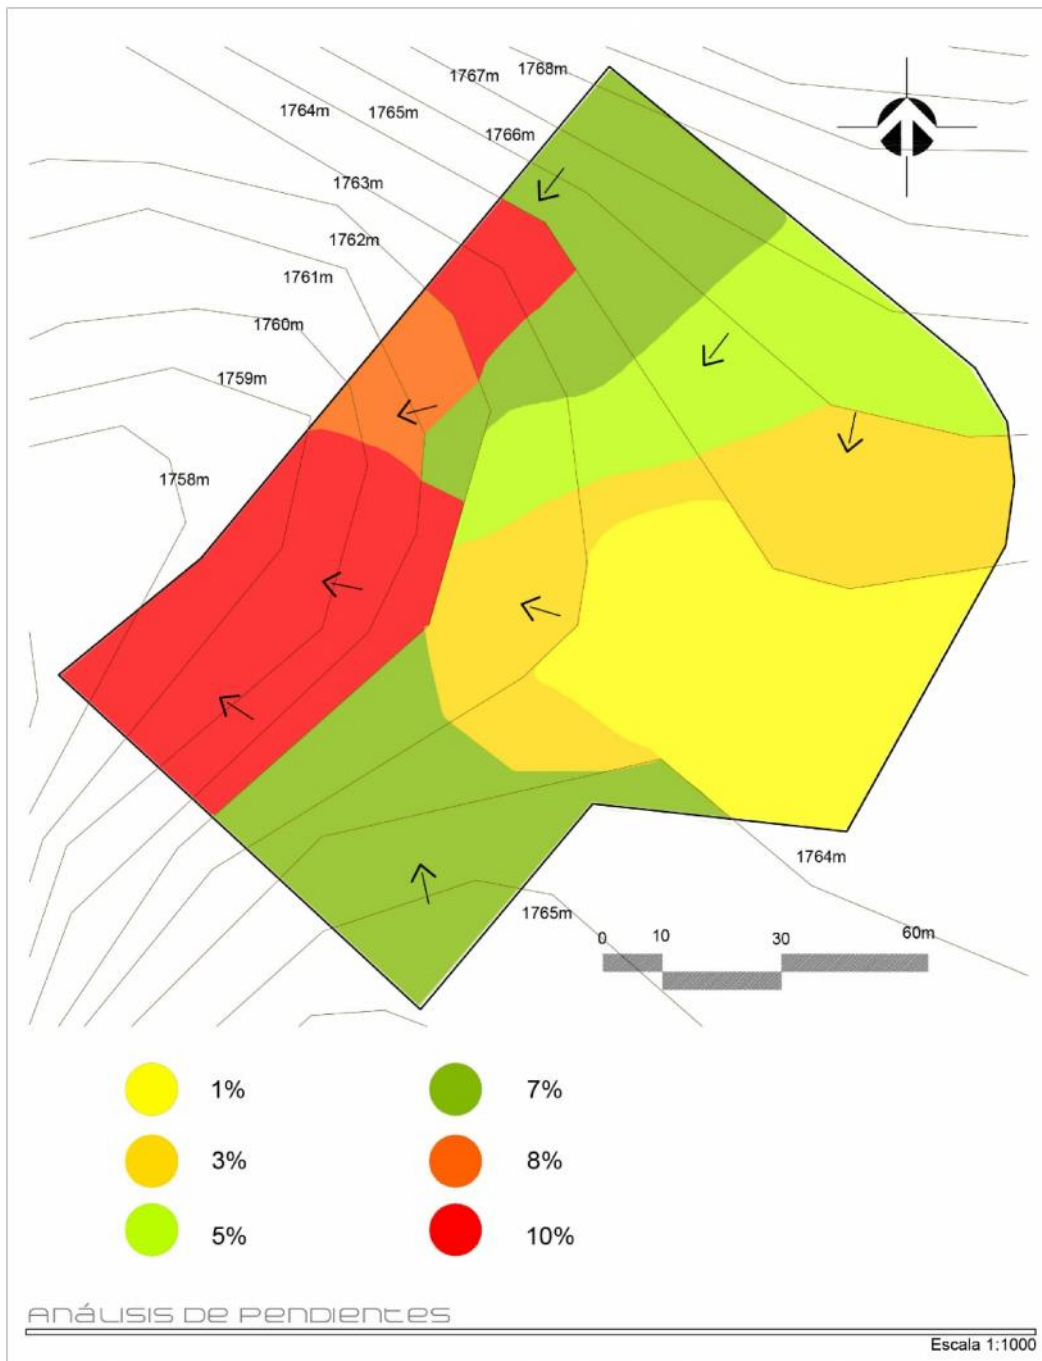 1768m
1767m
1764m
1765m
1766m
1763m
1762m
1761m
1760m
1759m
1758m
1764m
1765m
0 10 30 60m
1% 7%
3% 8%
5% 10%
ANÁLISIS DE PENDIENTES
Escala 1:1000